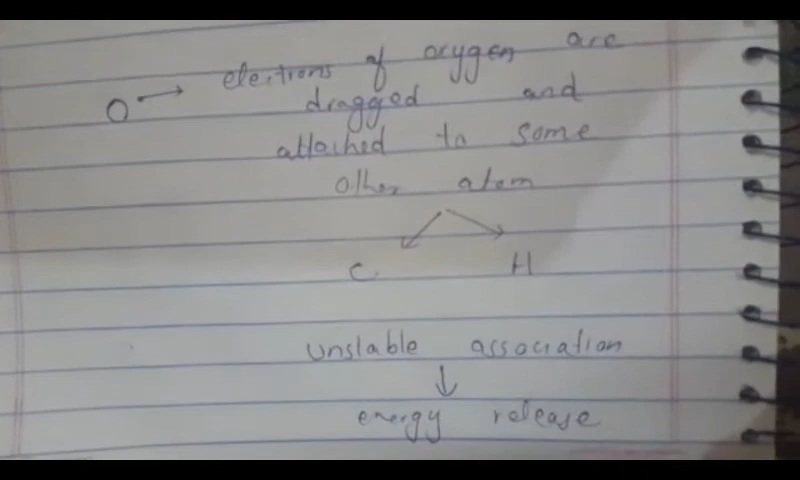 O → electrons of oxygen are
dragged and
attached to some
other atom
C H
unstable association
↓
energy release